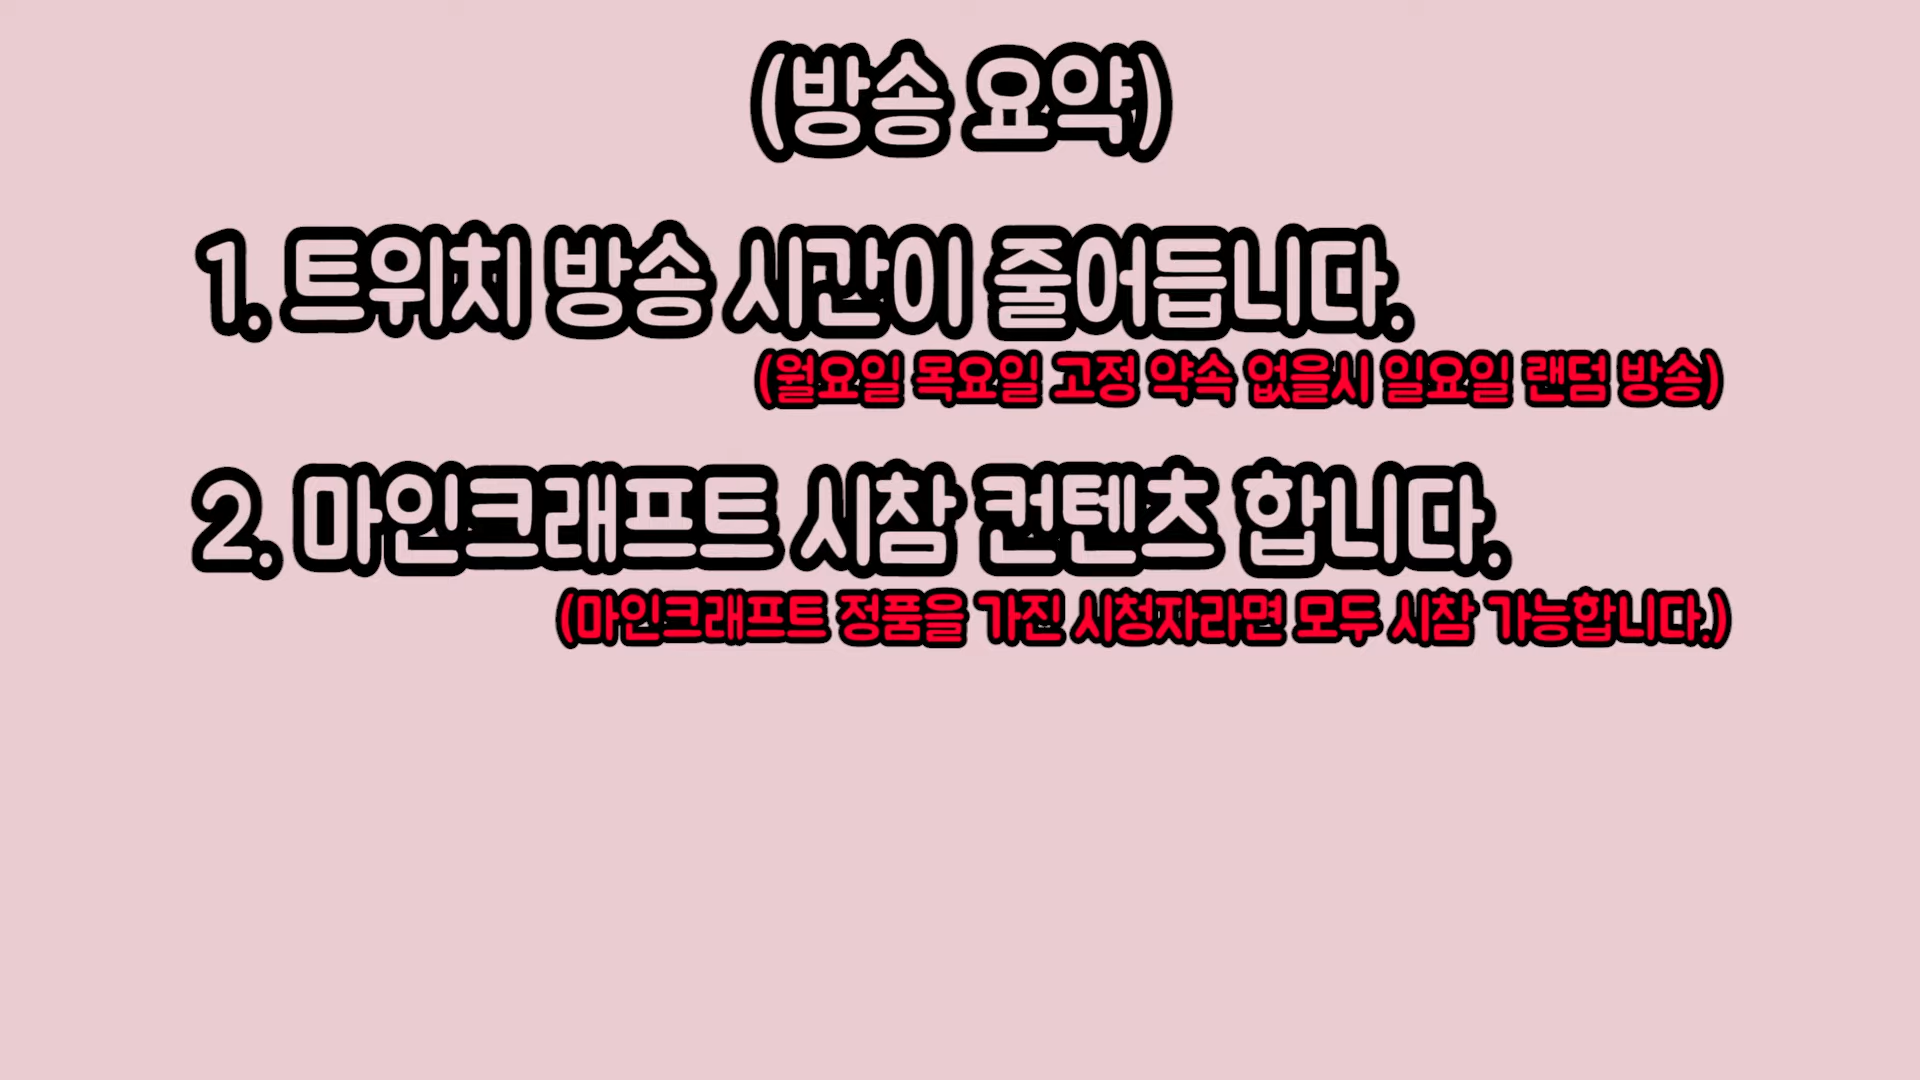 (방송 요약)
1. 트위치 방송 시간이 줄어듭니다.
(월요일 목요일 고정 약속 없을시 일요일 랜덤 방송)
2. 마인크래프트 시참 컨텐츠 합니다.
(마인크래프트 정품을 가진 시청자라면 모두 시참 가능합니다.)